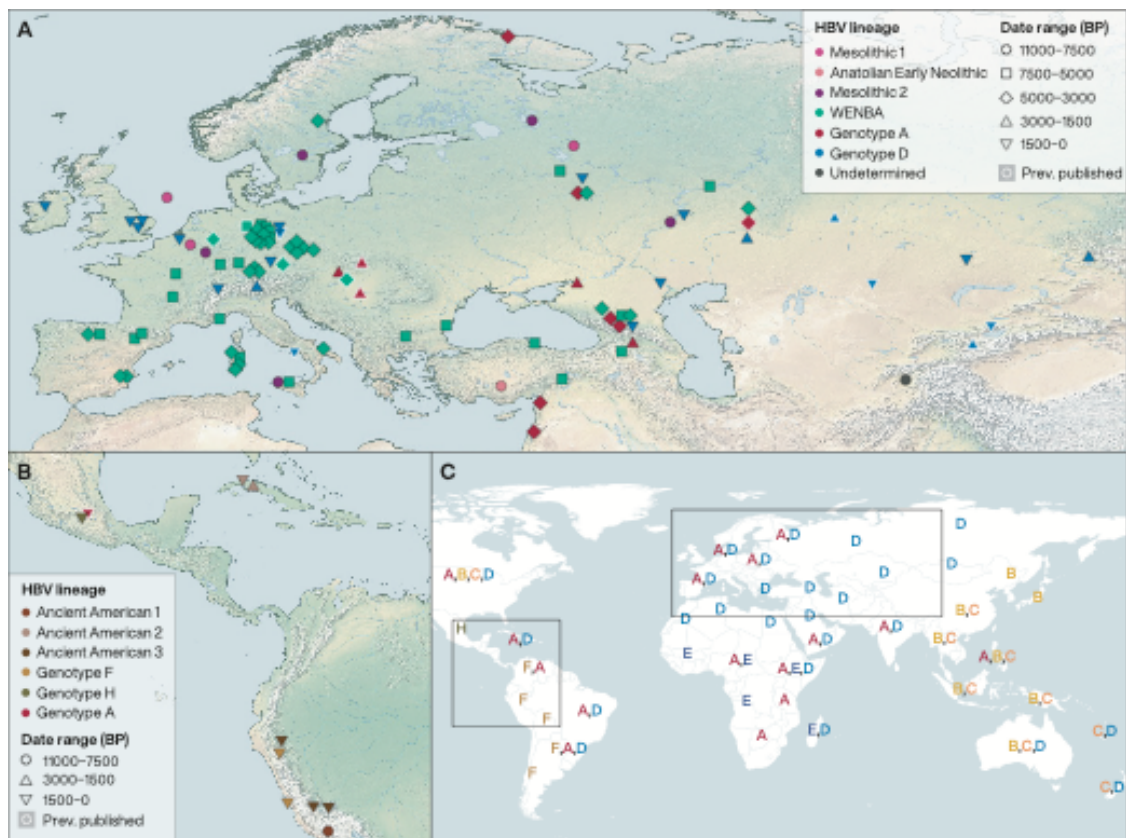 A
HBV lineage
Mesolithic 1
Anatolian Early Neolithic
Mesolithic 2
WENBA
Genotype A
Genotype D
Undetermined
Date range (BP)
11000–7500
7500–5000
5000–3000
3000–1500
1500–0
Prev. published
B
HBV lineage
Ancient American 1
Ancient American 2
Ancient American 3
Genotype F
Genotype H
Genotype A
Date range (BP)
11000–7500
3000–1500
1500–0
Prev. published
C
D
A,D
D
A,D
A,D
D
A,B,C,D
A,D
D
D
D
D
B
B
D
D
D
D
B,C
H
A,D
E
A,D
A,D
B,C
F,A
A,E
A,E,D
A,B,C
F
E
A
B,C
B,C
A,D
F
A
E,D
C,D
F,A,D
B,C,D
F
C,D